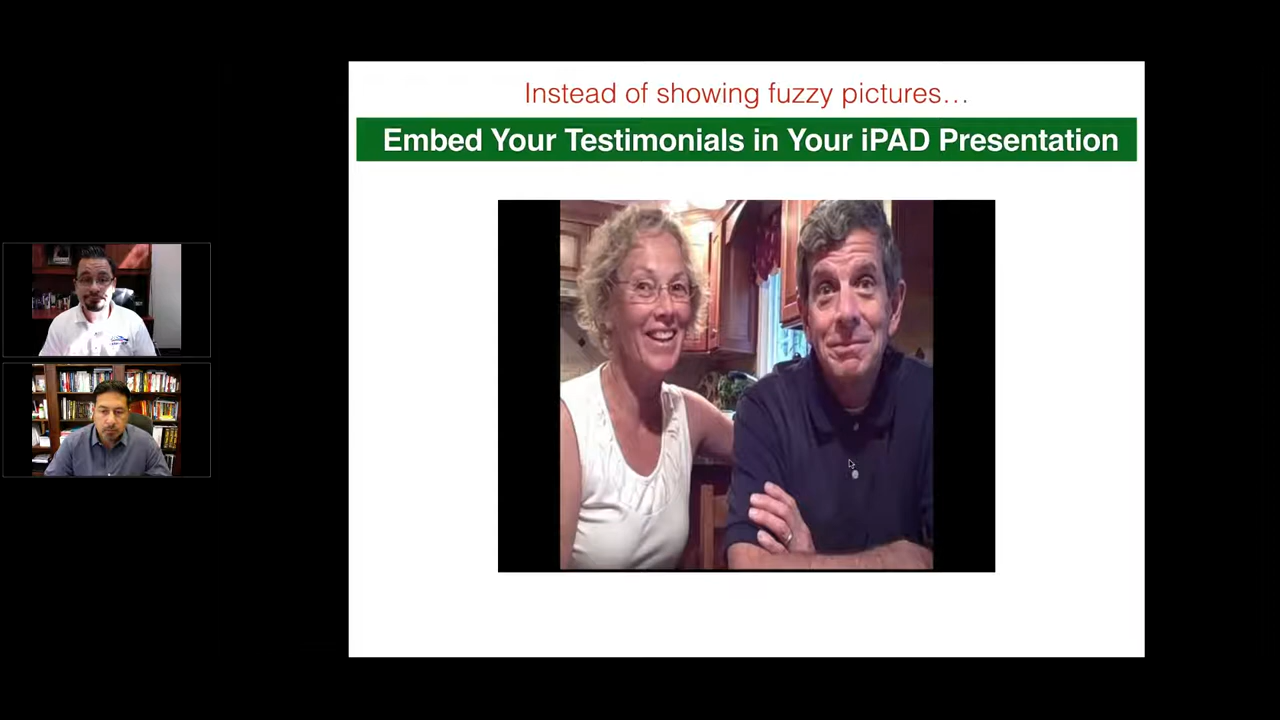 Instead of showing fuzzy pictures…
Embed Your Testimonials in Your iPAD Presentation